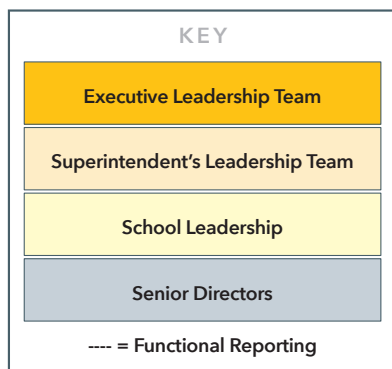 KEY
Executive Leadership Team
Superintendent’s Leadership Team
School Leadership
Senior Directors
---- = Functional Reporting